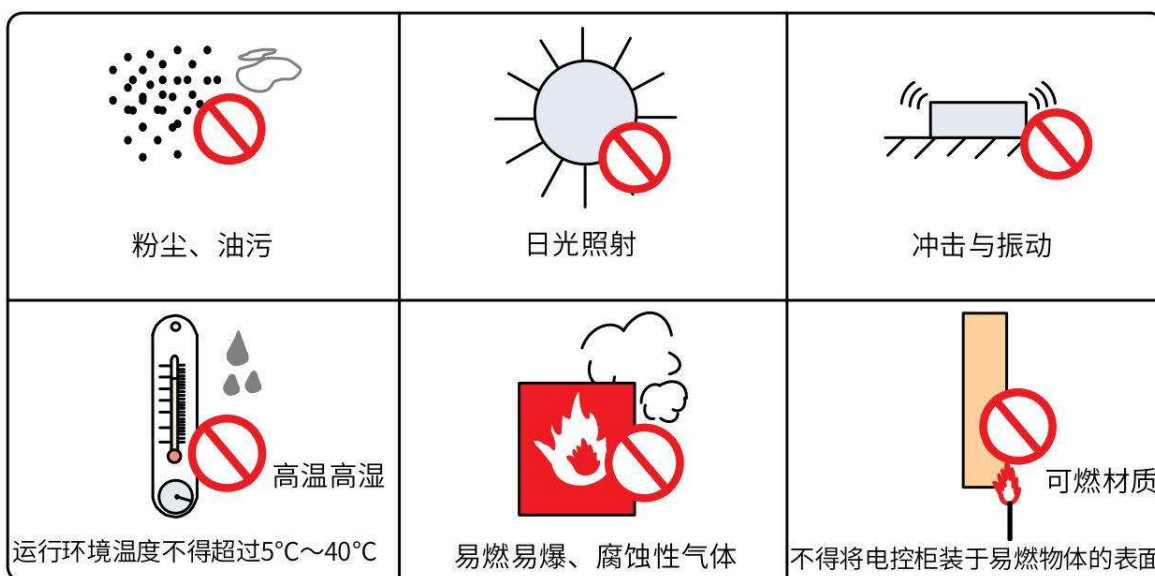 粉尘、油污
日光照射
冲击与振动
高温高湿
运行环境温度不得超过5℃～40℃
易燃易爆、腐蚀性气体
可燃材质
不得将电控柜装于易燃物体的表面